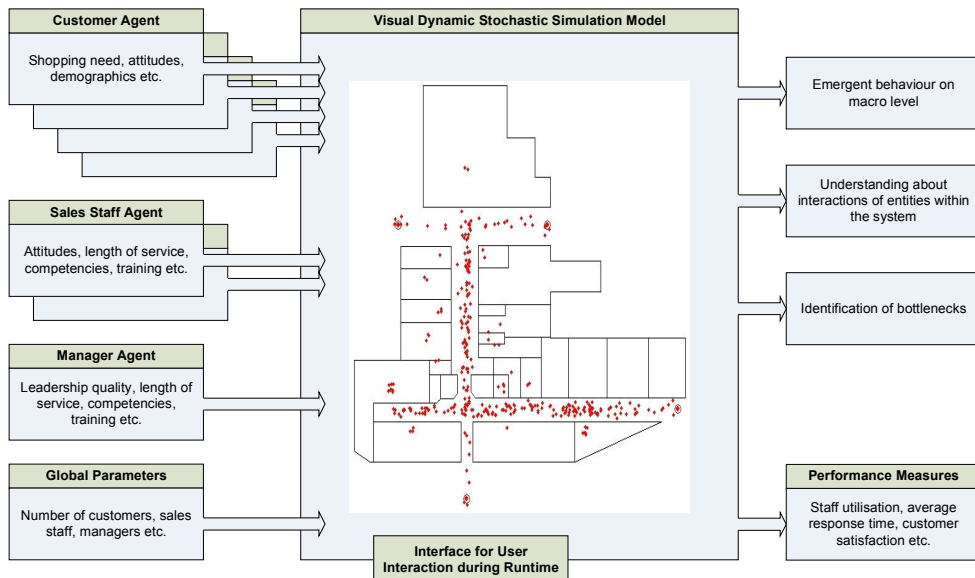 Customer Agent
Shopping need, attitudes,
demographics etc.
Sales Staff Agent
Attitudes, length of service,
competencies, training etc.
Manager Agent
Leadership quality, length of
service, competencies,
training etc.
Global Parameters
Number of customers, sales
staff, managers etc.
Visual Dynamic Stochastic Simulation Model
Interface for User
Interaction during Runtime
Emergent behaviour on
macro level
Understanding about
interactions of entities within
the system
Identification of bottlenecks
Performance Measures
Staff utilisation, average
response time, customer
satisfaction etc.